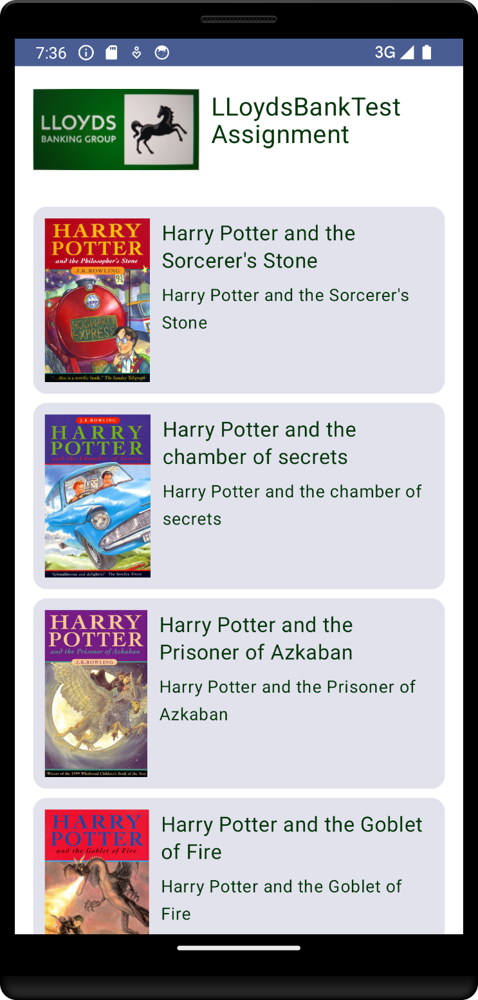 7:36
3G
LLOYDS
BANKING GROUP
LLoydsBankTest
Assignment
HARRY
POTTER
and the Philosopher's Stone
J.K.ROWLING
9¾
HOGWARTS
EXPRESS
"...this is a terrific book." The Sunday Telegraph
Harry Potter and the
Sorcerer's Stone
Harry Potter and the Sorcerer's
Stone
J.K.ROWLING
HARRY
POTTER
and the Chamber of Secrets
"Splendiferous and delightful" The Sunday Times
Harry Potter and the
chamber of secrets
Harry Potter and the chamber of
secrets
HARRY
POTTER
and the Prisoner of Azkaban
J.K.ROWLING
Winner of the 1999 Whitbread Children's Book of the Year
Harry Potter and the
Prisoner of Azkaban
Harry Potter and the Prisoner of
Azkaban
HARRY
POTTER
and the Goblet of Fire
Harry Potter and the Goblet
of Fire
Harry Potter and the Goblet of
Fire